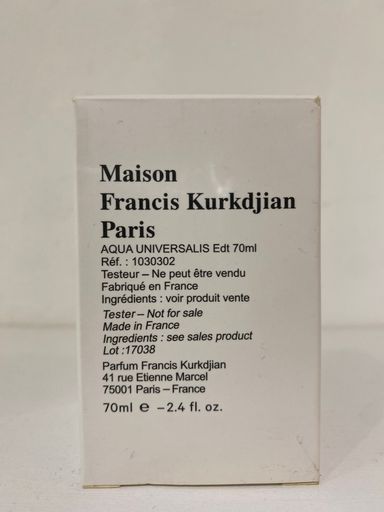 Maison
Francis Kurkdjian
Paris
AQUA UNIVERSALIS Edt 70ml
Réf. : 1030302
Testeur – Ne peut être vendu
Fabriqué en France
Ingrédients : voir produit vente
Tester – Not for sale
Made in France
Ingredients : see sales product
Lot :17038
Parfum Francis Kurkdjian
41 rue Etienne Marcel
75001 Paris – France
70ml ℮ – 2.4 fl. oz.